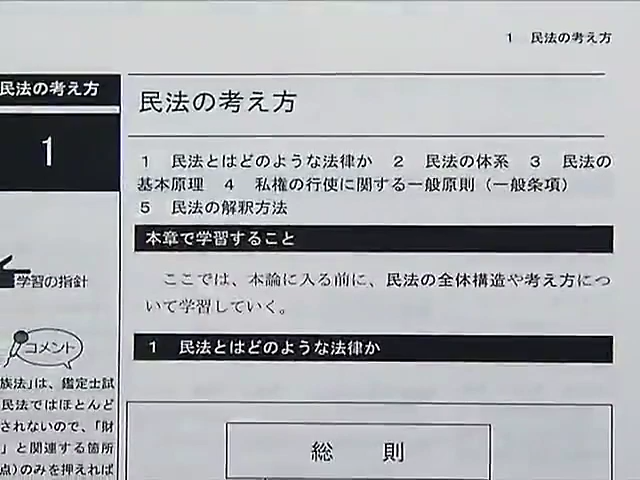 1 民法の考え方
民法の考え方
1
民法の考え方
1 民法とはどのような法律か 2 民法の体系 3 民法の
基本原理 4 私権の行使に関する一般原則（一般条項）
5 民法の解釈方法
本章で学習すること
ここでは、本論に入る前に、民法の全体構造や考え方につ
いて学習していく。
学習の指針
1 民法とはどのような法律か
コメント
族法」は、鑑定士試
民法ではほとんど
されないので、「財
」と関連する箇所
点）のみを押えれば
総 則